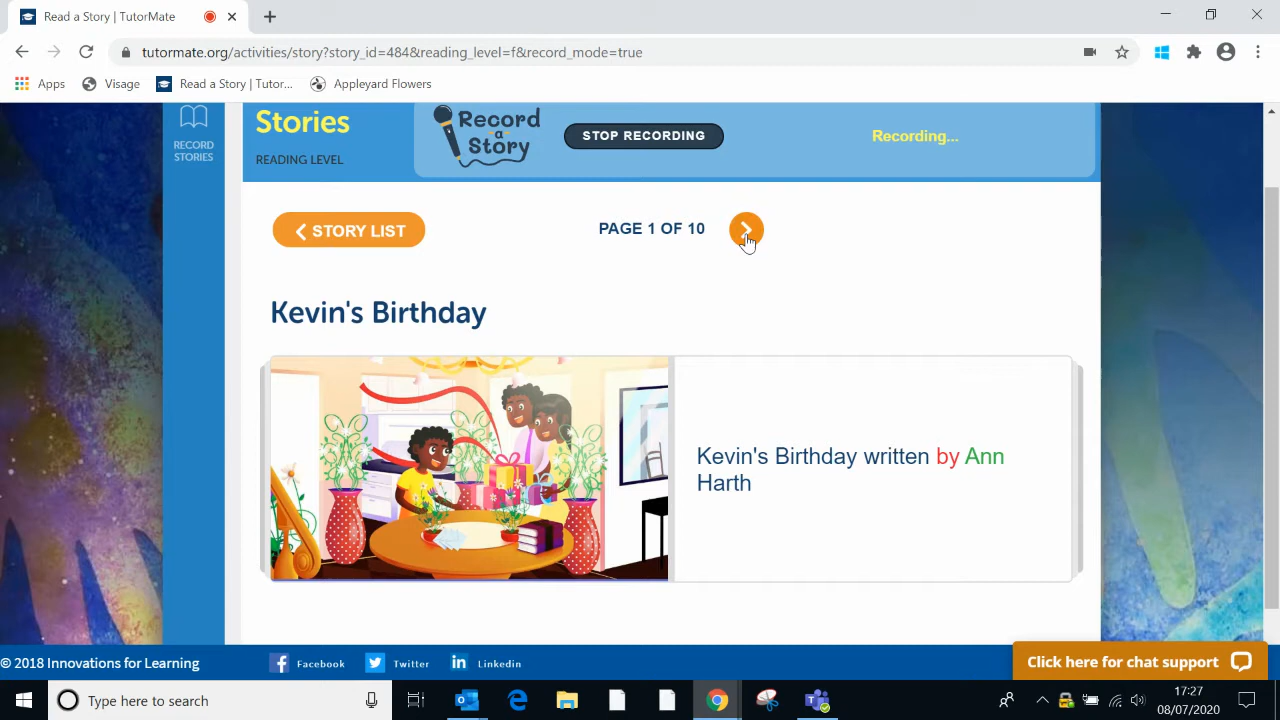 Read a Story | TutorMate
tutormate.org/activities/story?story_id=484&reading_level=f&record_mode=true
Apps Visage Read a Story | Tutor... Appleyard Flowers
RECORD
STORIES
Stories
READING LEVEL
Record
a
Story
STOP RECORDING
Recording...
STORY LIST
PAGE 1 OF 10
Kevin's Birthday
Kevin's Birthday written by Ann
Harth
© 2018 Innovations for Learning
Facebook Twitter Linkedin
Click here for chat support
Type here to search
17:27
08/07/2020